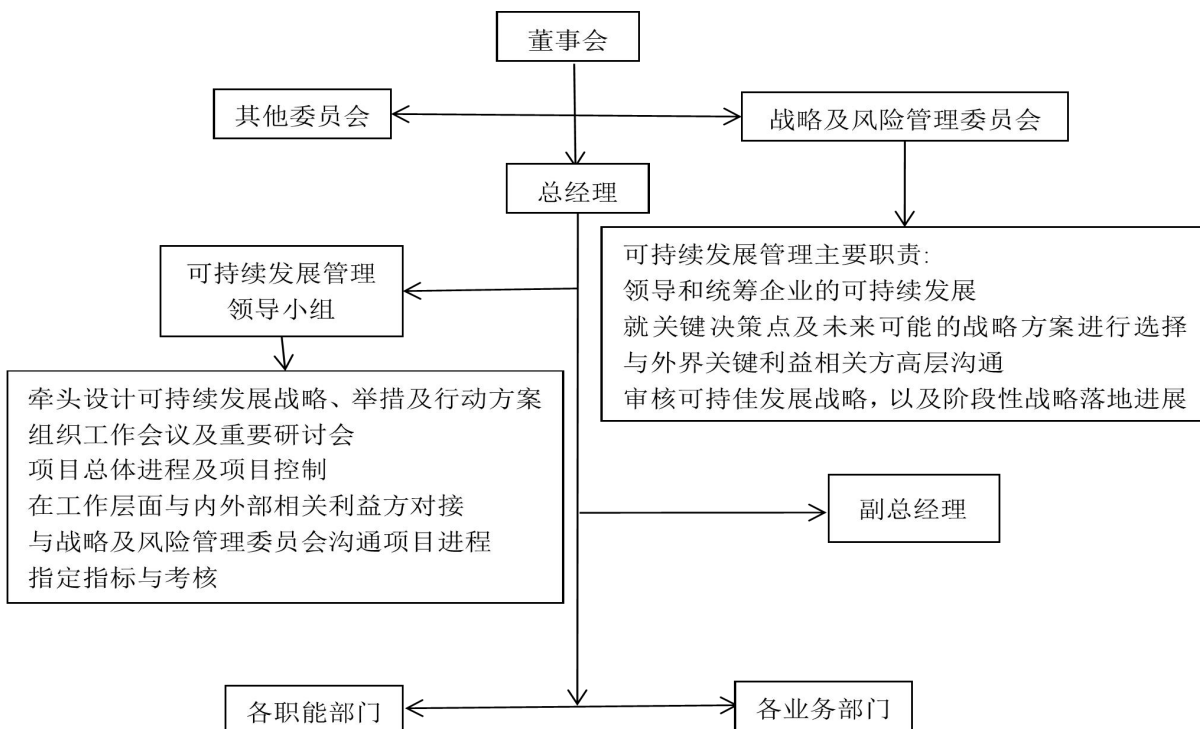 董事会
其他委员会
战略及风险管理委员会
总经理
可持续发展管理
领导小组
可持续发展管理主要职责:
领导和统筹企业的可持续发展
就关键决策点及未来可能的战略方案进行选择
与外界关键利益相关方高层沟通
审核可持佳发展战略,以及阶段性战略落地进展
牵头设计可持续发展战略、举措及行动方案
组织工作会议及重要研讨会
项目总体进程及项目控制
在工作层面与内外部相关利益方对接
与战略及风险管理委员会沟通项目进程
指定指标与考核
副总经理
各职能部门
各业务部门